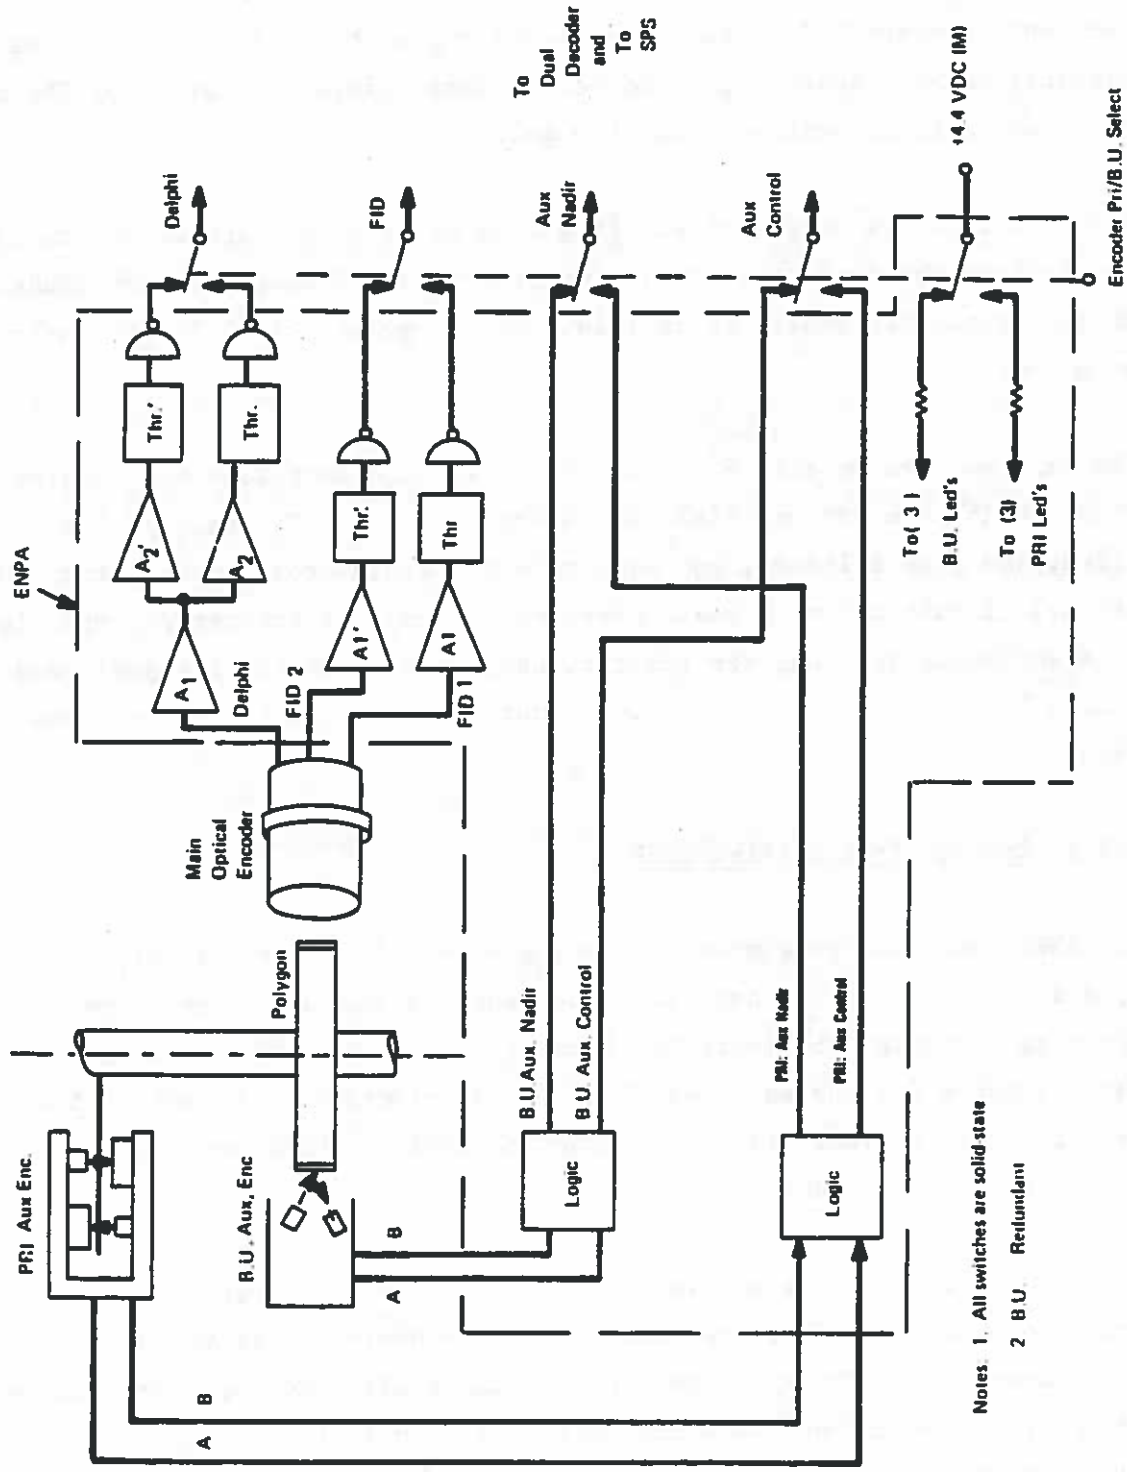 ENPA
A2'
Thr.'
Delphi
A1
A2
Thr.
Delphi
FID 2
A1'
Thr'.
FID
FID 1
A1
Thr
Main
Optical
Encoder
Polygon
PRI Aux Enc.
B.U. Aux. Enc
A B
A B
Logic
B.U. Aux. Nadir
B.U. Aux. Control
Logic
PRI: Aux Nadir
PRI: Aux Control
Aux
Nadir
Aux
Control
To
Dual
Decoder
and
To
SPS
To( 3 )
B.U. Led's
To (3)
PRI Led's
+4.4 VDC (M)
Encoder Pri/B.U. Select
Notes. 1. All switches are solid-state
2 B.U. Redundant